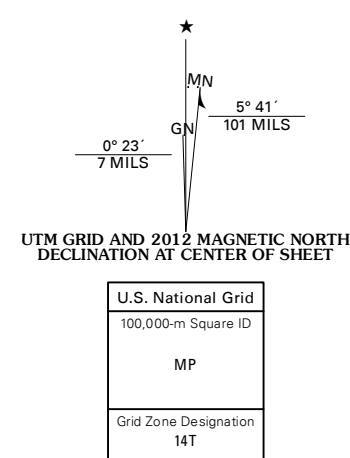 ★
MN
5° 41´
101 MILS
GN
0° 23´
7 MILS
UTM GRID AND 2012 MAGNETIC NORTH
DECLINATION AT CENTER OF SHEET
U.S. National Grid
100,000-m Square ID
MP
Grid Zone Designation
14T